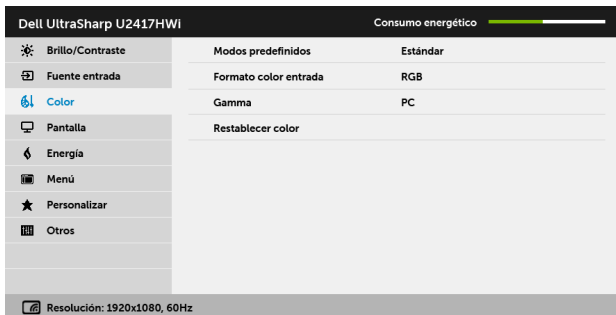 Dell UltraSharp U2417HWi Consumo energético
Brillo/Contraste Modos predefinidos Estándar
Fuente entrada Formato color entrada RGB
Color Gamma PC
Pantalla Restablecer color
Energía
Menú
Personalizar
Otros
Resolución: 1920x1080, 60Hz